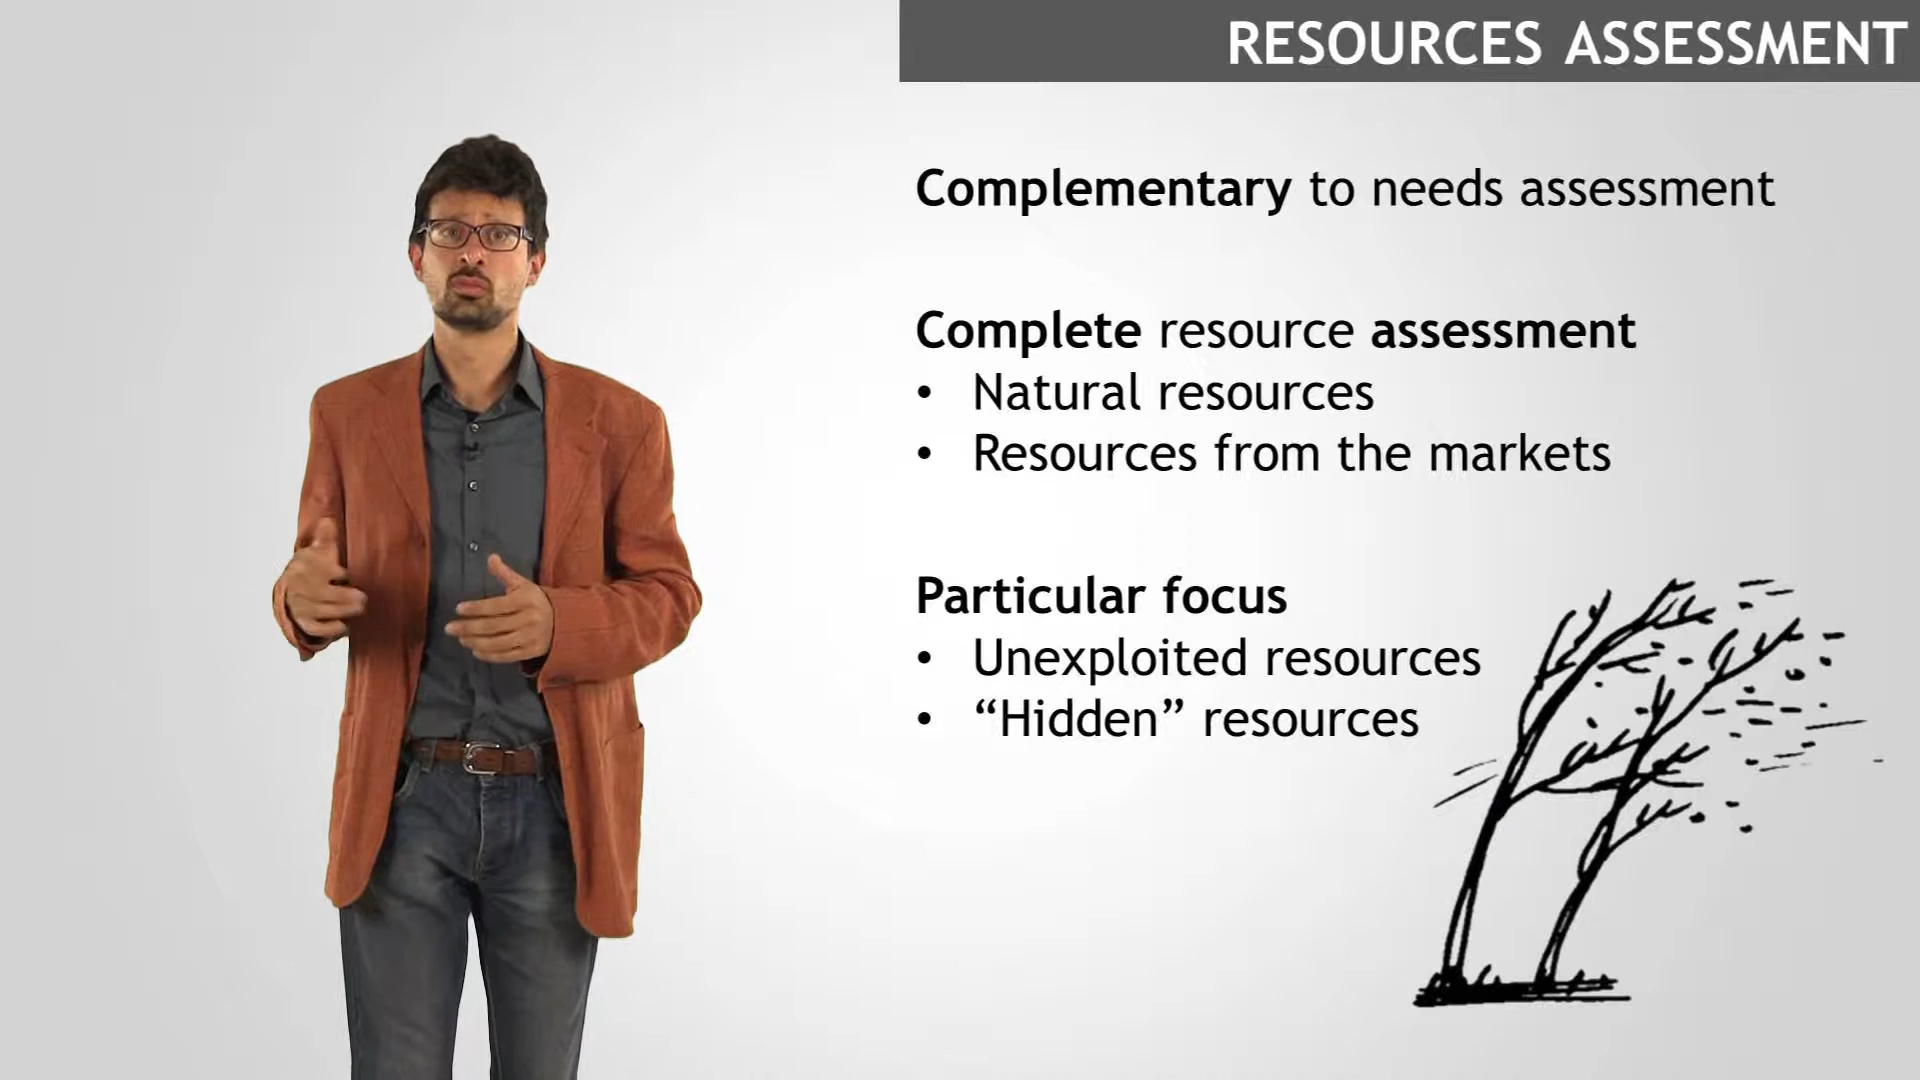 RESOURCES ASSESSMENT
Complementary to needs assessment
Complete resource assessment
• Natural resources
• Resources from the markets
Particular focus
• Unexploited resources
• “Hidden” resources